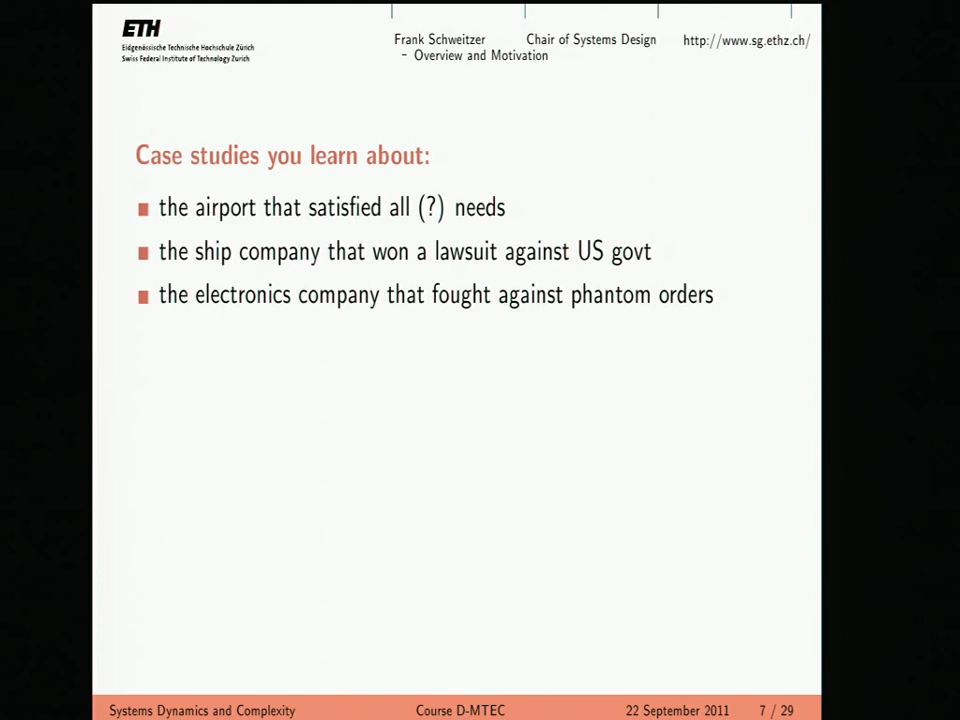 ETH
Eidgenössische Technische Hochschule Zürich
Swiss Federal Institute of Technology Zurich
Frank Schweitzer Chair of Systems Design http://www.sg.ethz.ch/
– Overview and Motivation
Case studies you learn about:
the airport that satisfied all (?) needs
the ship company that won a lawsuit against US govt
the electronics company that fought against phantom orders
Systems Dynamics and Complexity Course D-MTEC 22 September 2011 7 / 29